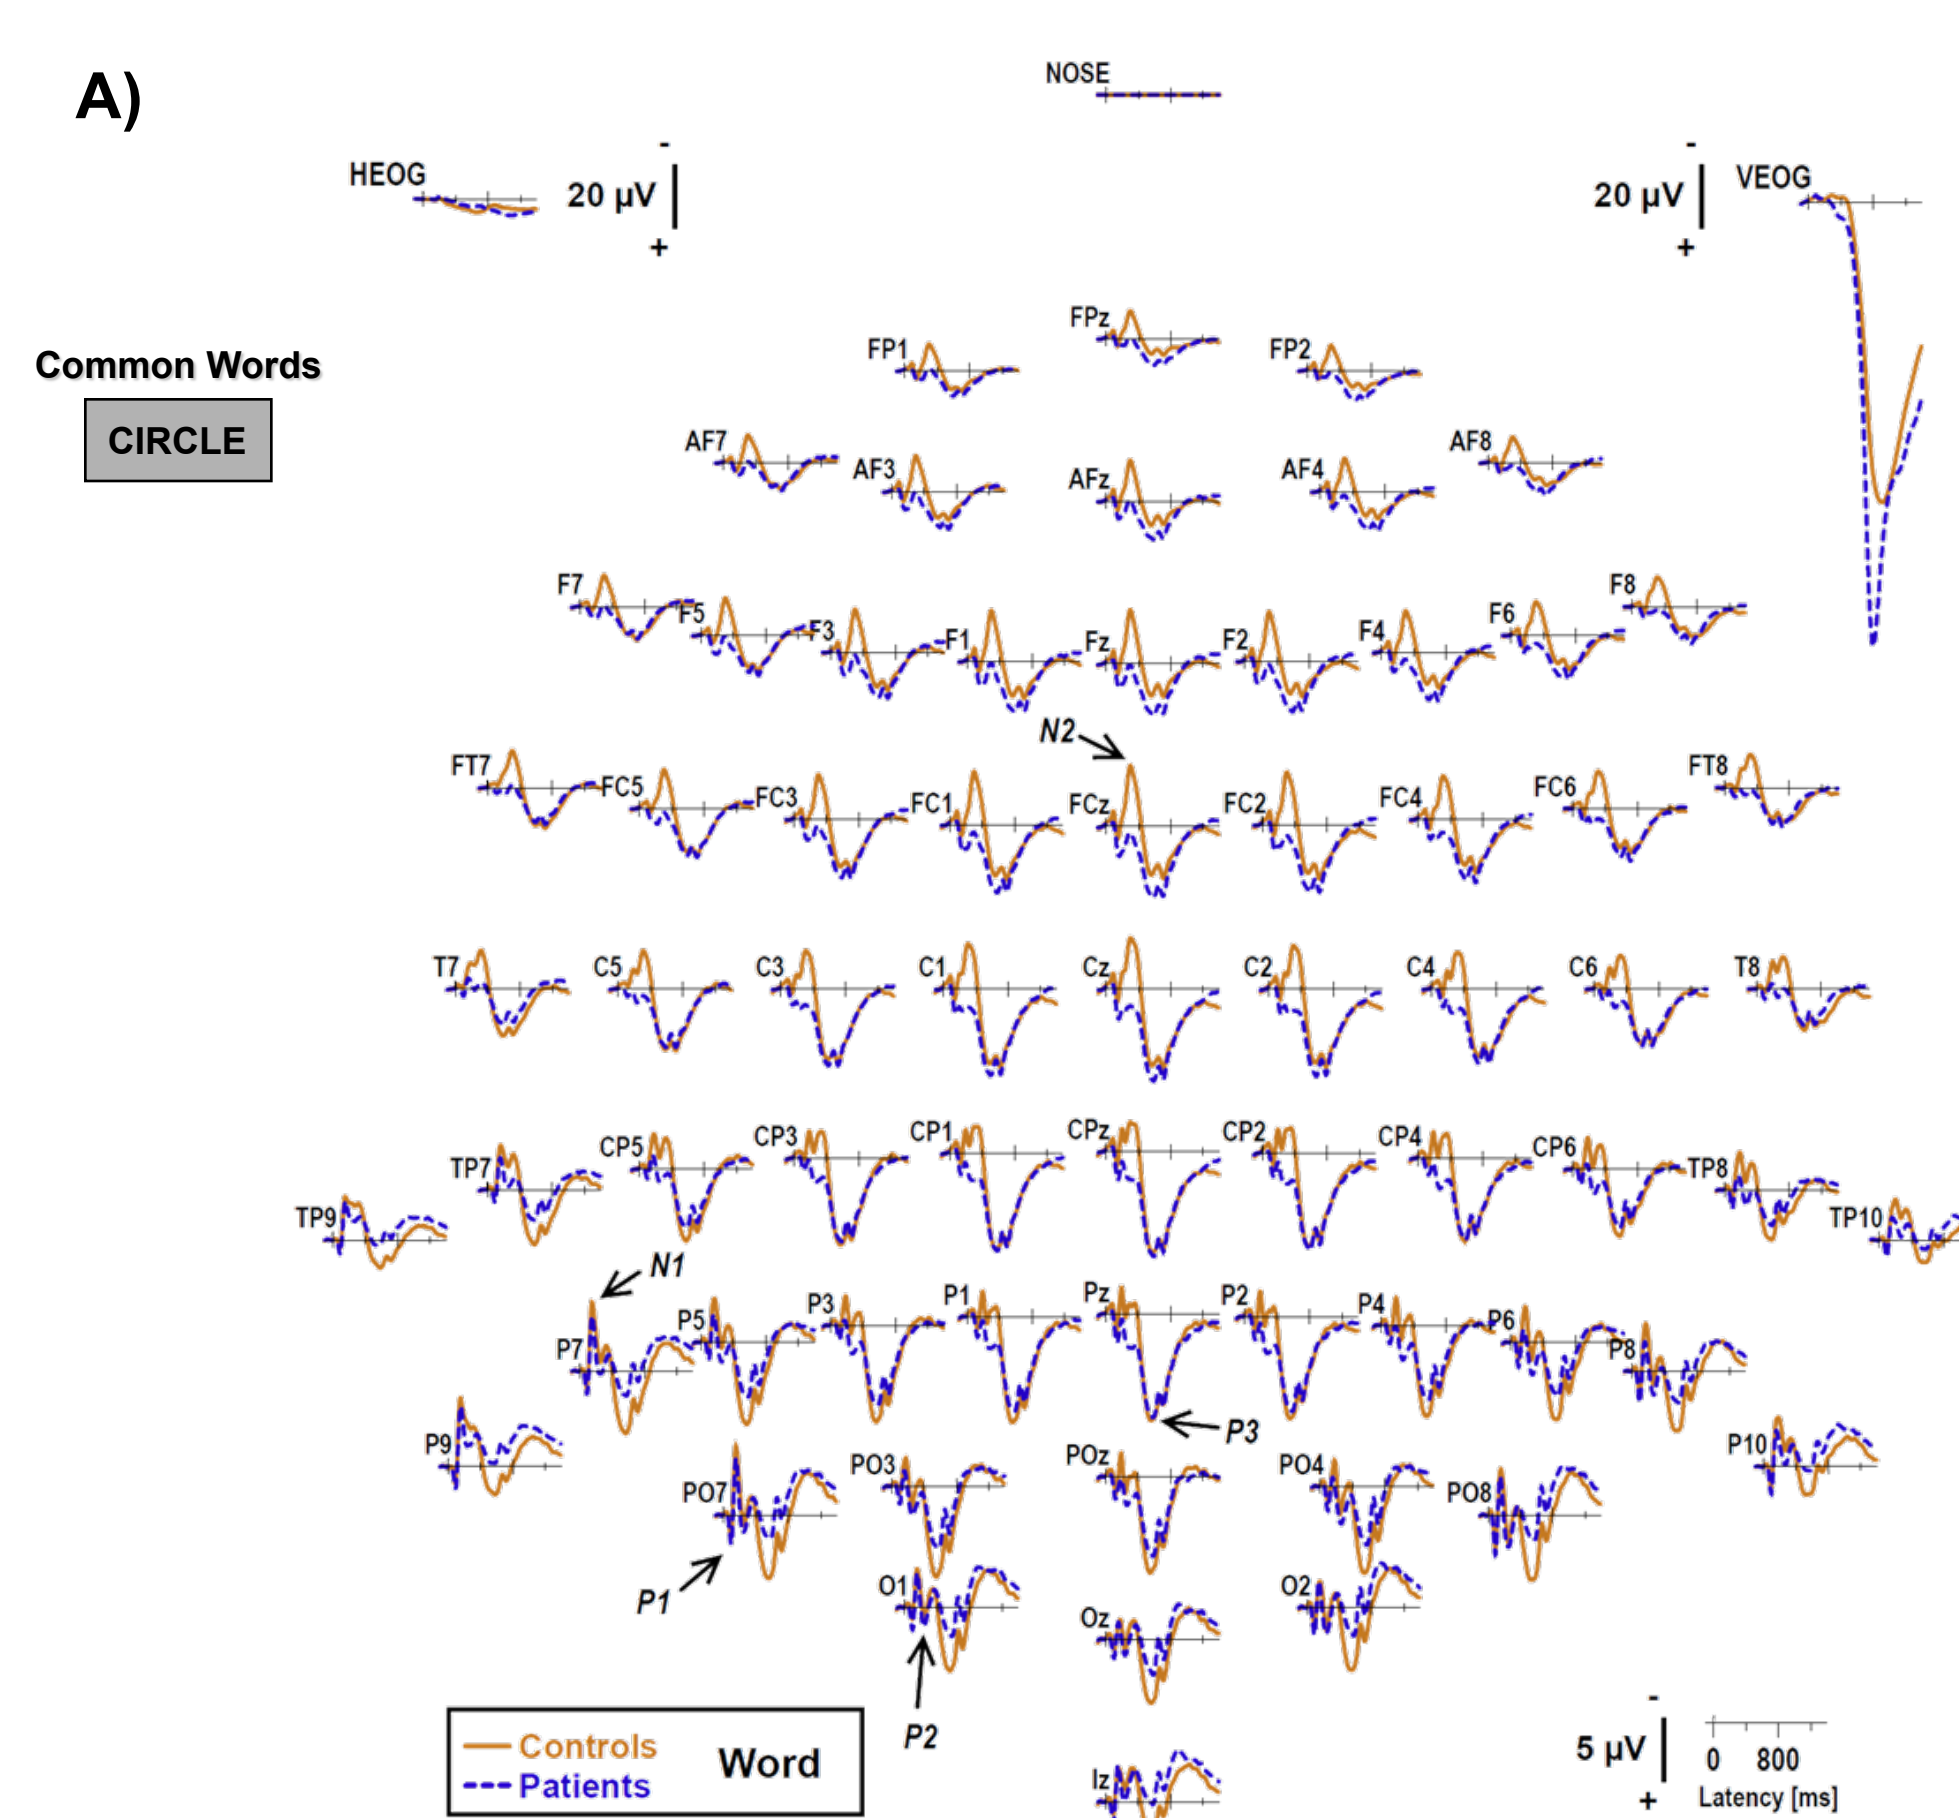 A)
NOSE
HEOG
-
20 µV
+
-
20 µV
+
VEOG
Common Words
CIRCLE
FP1
FPz
FP2
AF7
AF3
AFz
AF4
AF8
F7
F5
F3
F1
Fz
F2
F4
F6
F8
N2
FT7
FC5
FC3
FC1
FCz
FC2
FC4
FC6
FT8
T7
C5
C3
C1
Cz
C2
C4
C6
T8
TP9
TP7
CP5
CP3
CP1
CPz
CP2
CP4
CP6
TP8
TP10
N1
P7
P5
P3
P1
Pz
P2
P4
P6
P8
P3
P9
PO7
PO3
POz
PO4
PO8
P10
P1
O1
Oz
O2
P2
Iz
Controls
Patients
Word
-
5 µV
+
0 800
Latency [ms]